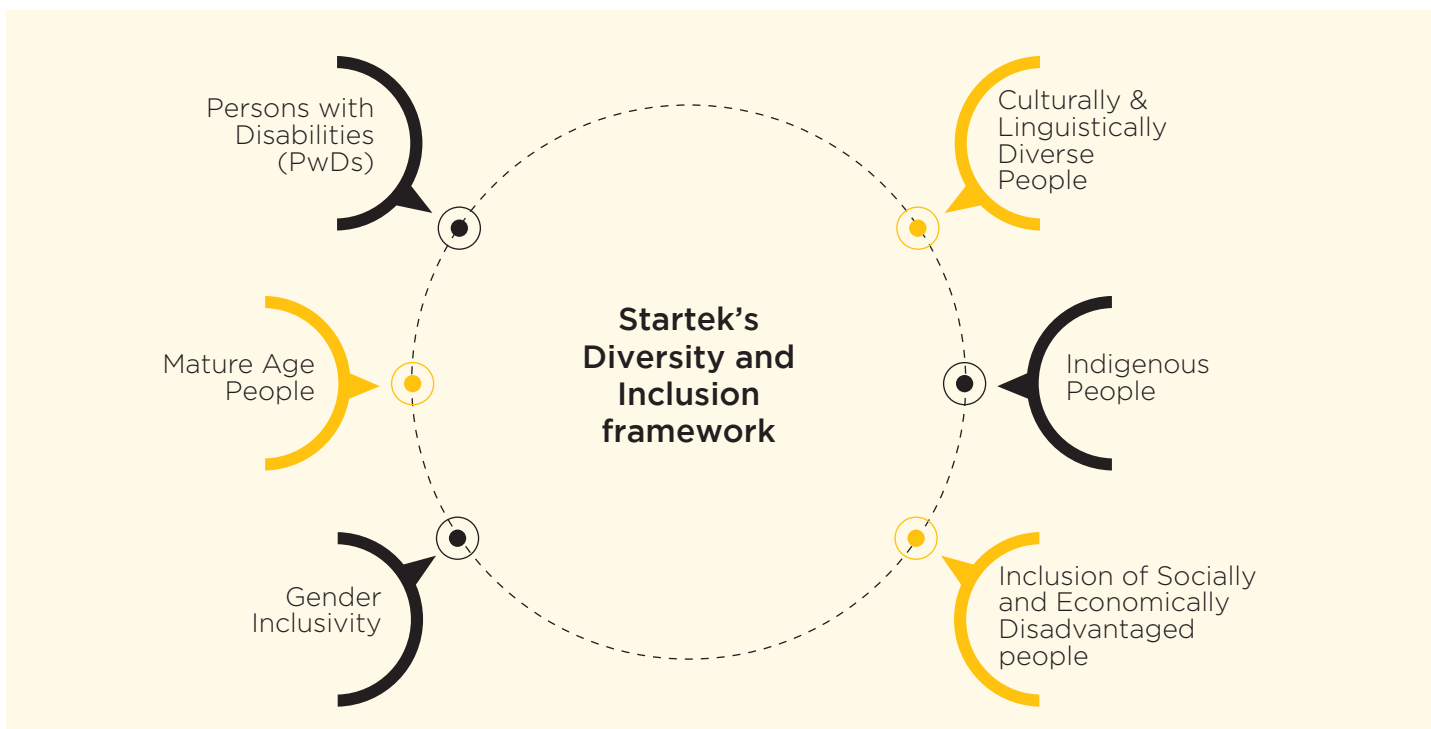 Persons with
Disabilities
(PwDs)
Mature Age
People
Gender
Inclusivity
Startek’s
Diversity and
Inclusion
framework
Culturally &
Linguistically
Diverse
People
Indigenous
People
Inclusion of Socially
and Economically
Disadvantaged
people